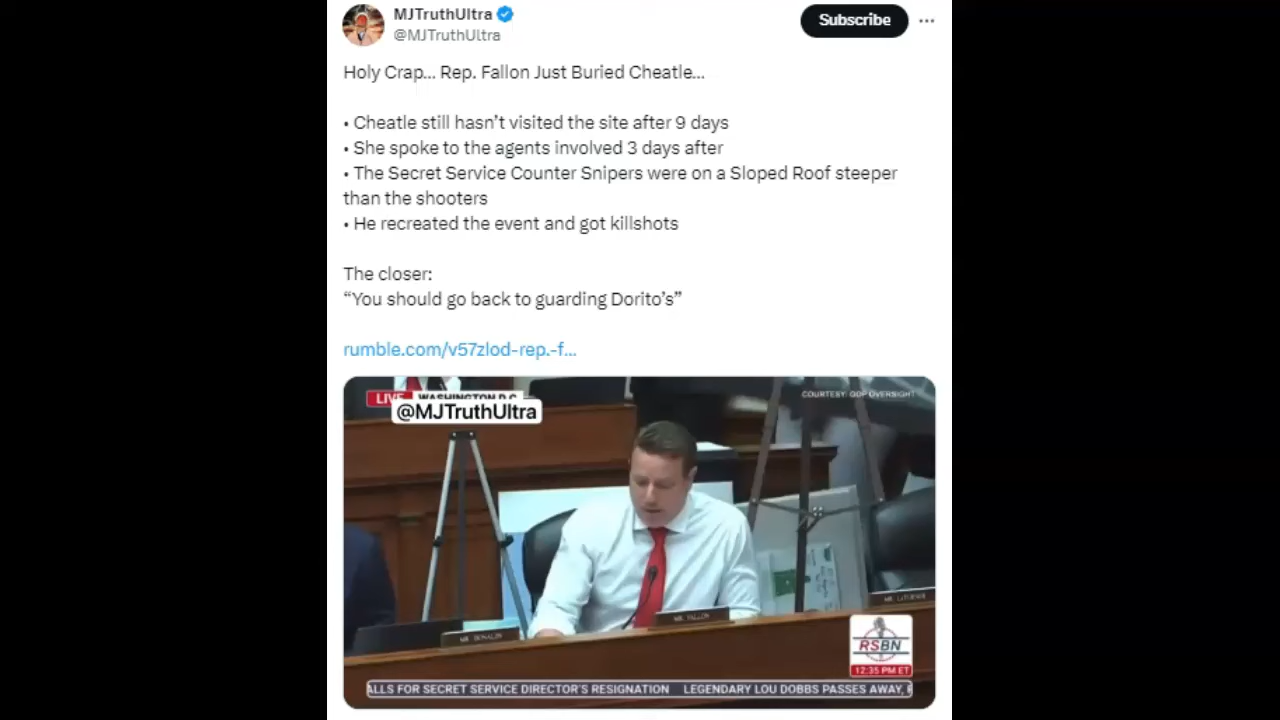 MJTruthUltra
@MJTruthUltra
Subscribe
Holy Crap... Rep. Fallon Just Buried Cheatle...
• Cheatle still hasn't visited the site after 9 days
• She spoke to the agents involved 3 days after
• The Secret Service Counter Snipers were on a Sloped Roof steeper
than the shooters
• He recreated the event and got killshots
The closer:
“You should go back to guarding Dorito’s”
rumble.com/v57zlod-rep.-f...
LIVE WASHINGTON D.C.
COURTESY: GOP OVERSIGHT
@MJTruthUltra
MR. DONALDS
MR. FALLON
MR.
RSBN
12:35 PM ET
ALLS FOR SECRET SERVICE DIRECTOR'S RESIGNATION LEGENDARY LOU DOBBS PASSES AWAY,